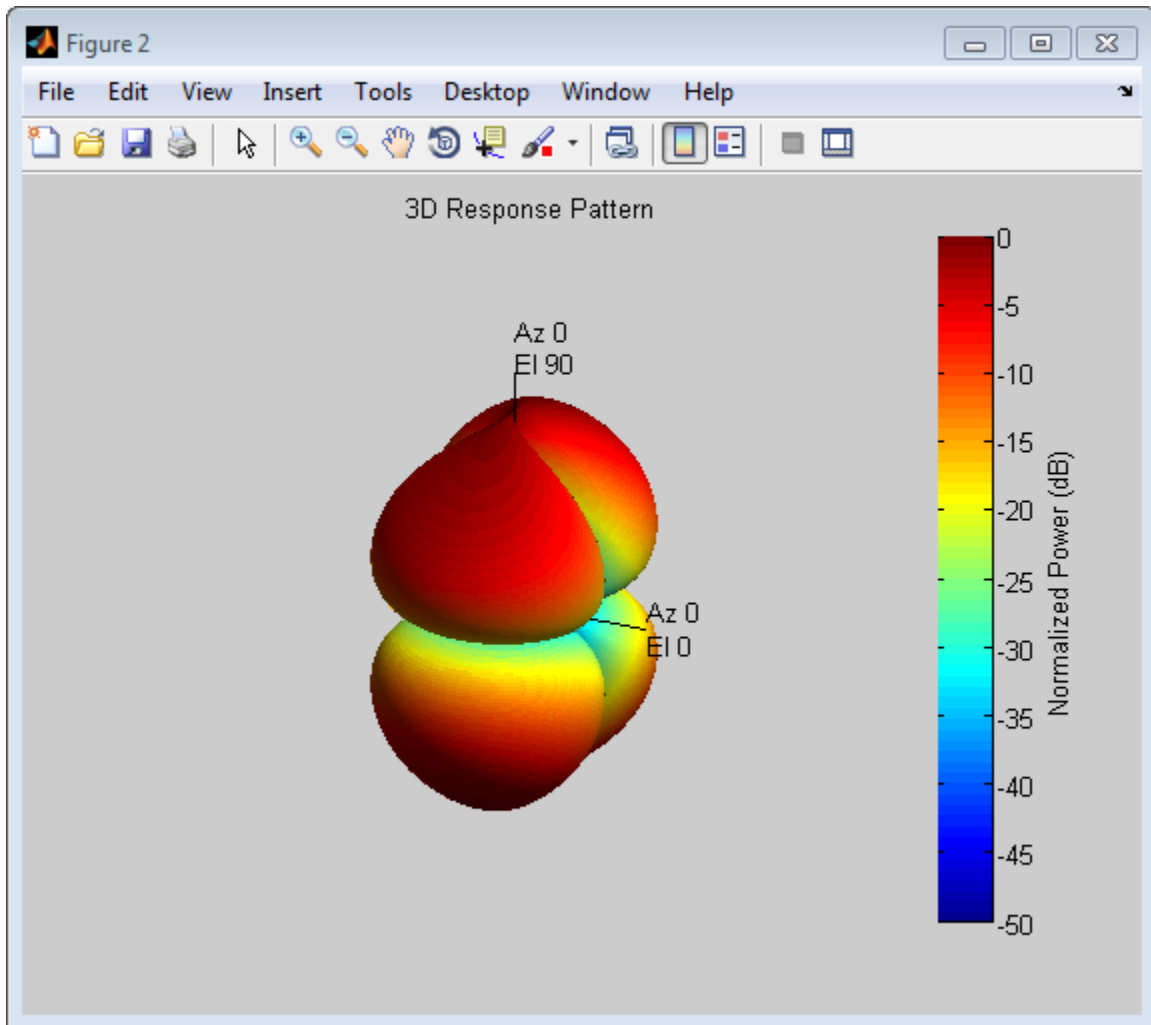 Figure 2
File Edit View Insert Tools Desktop Window Help
3D Response Pattern
Az 0
El 90
Az 0
El 0
0
-5
-10
-15
-20
-25
-30
-35
-40
-45
-50
Normalized Power (dB)